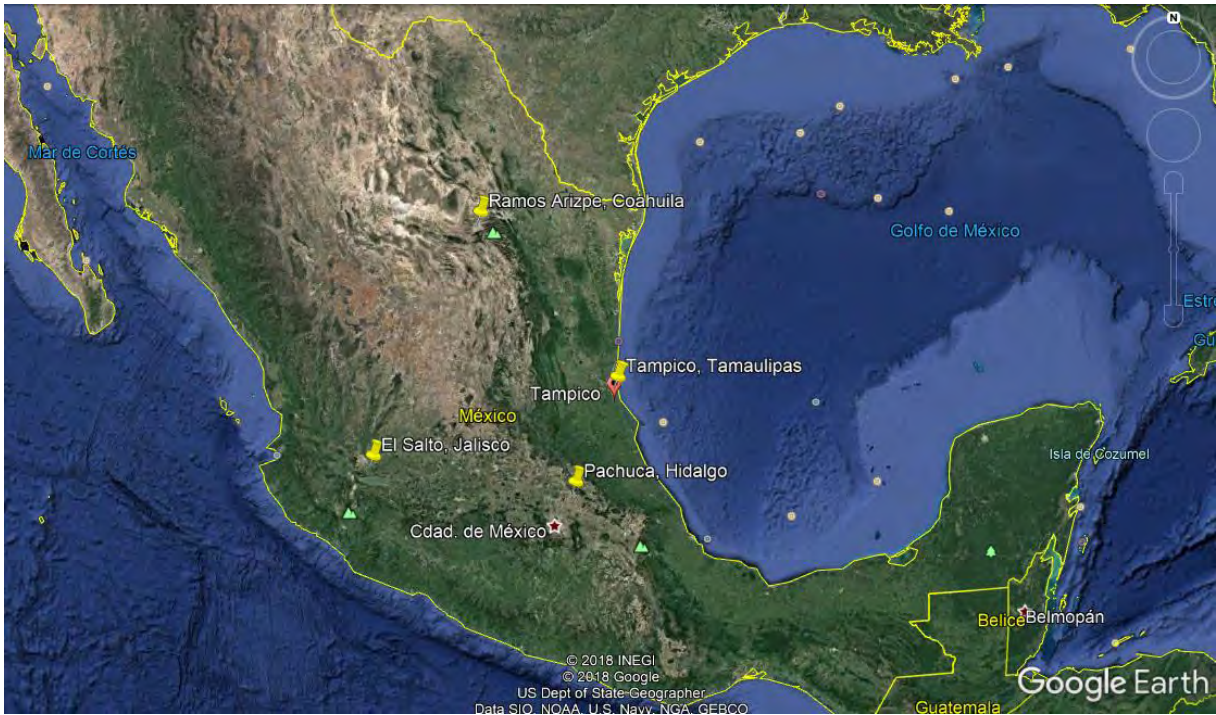 N
Mar de Cortés
Ramos Arizpe, Coahuila
Golfo de México
Tampico, Tamaulipas
Tampico
México
El Salto, Jalisco
Isla de Cozumel
Pachuca, Hidalgo
Cdad. de México
Belice
Belmopán
© 2018 INEGI
© 2018 Google
US Dept of State Geographer
Data SIO, NOAA, U.S. Navy, NGA, GEBCO
Google Earth
Guatemala